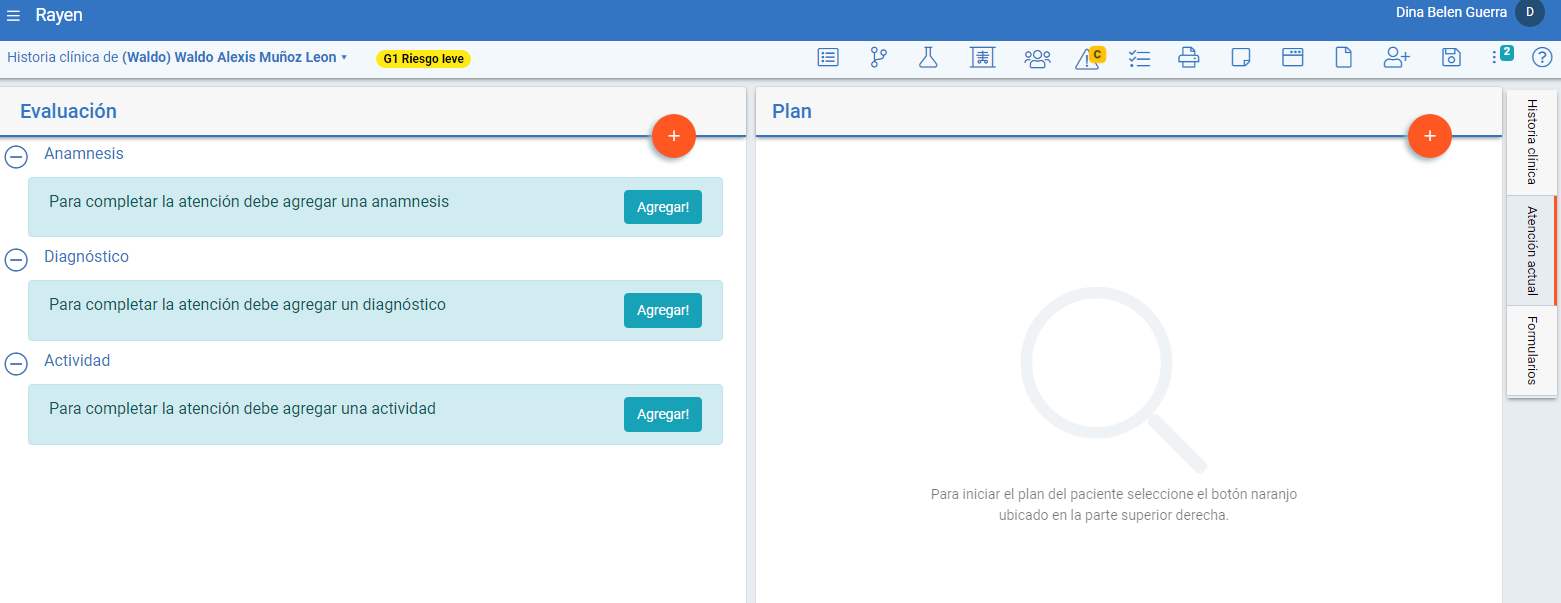 Rayen
Dina Belen Guerra
D
Historia clínica de (Waldo) Waldo Alexis Muñoz Leon
G1 Riesgo leve
C
2
?
Evaluación
+
Anamnesis
Para completar la atención debe agregar una anamnesis
Agregar!
Diagnóstico
Para completar la atención debe agregar un diagnóstico
Agregar!
Actividad
Para completar la atención debe agregar una actividad
Agregar!
Plan
+
Para iniciar el plan del paciente seleccione el botón naranjo
ubicado en la parte superior derecha.
Historia clínica
Atención actual
Formularios